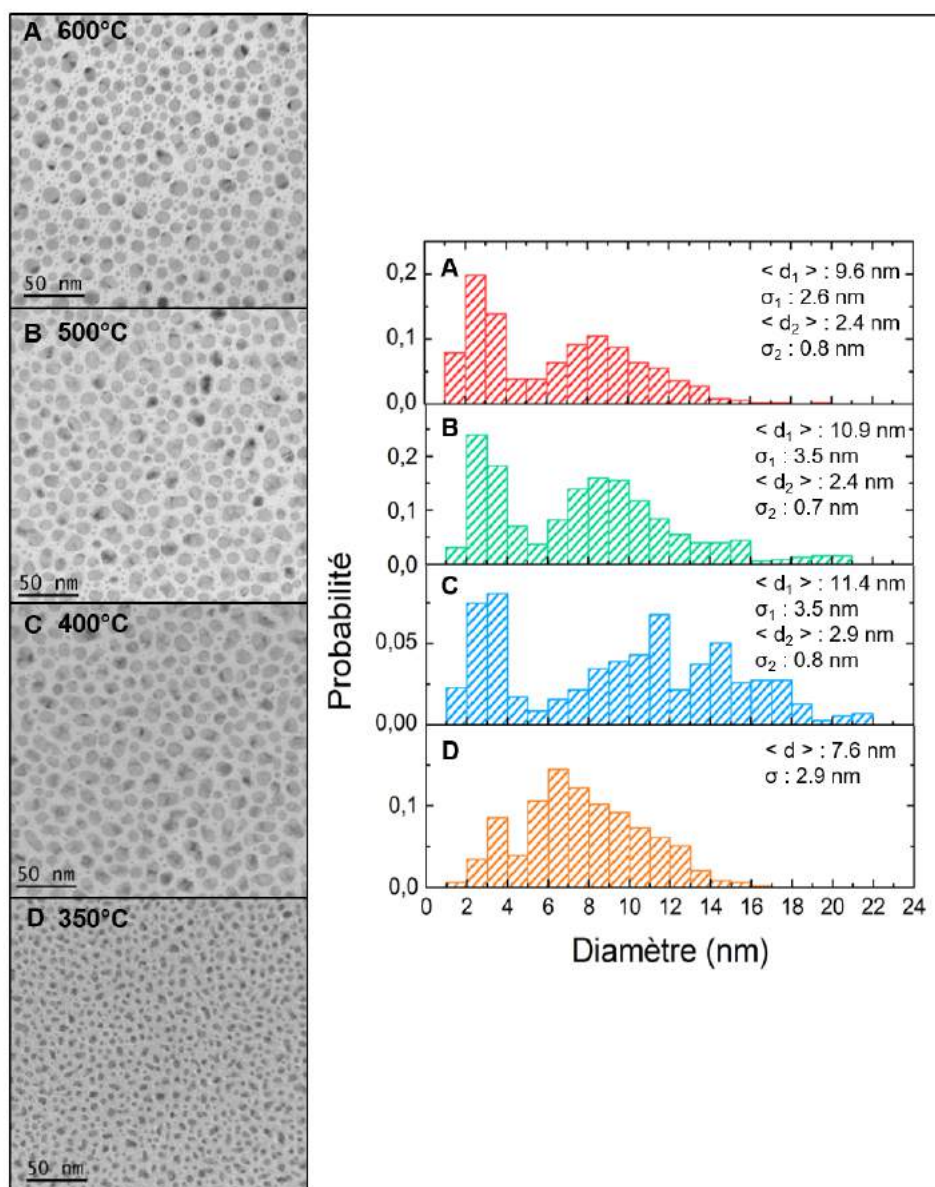 A 600°C
50 nm
B 500°C
50 nm
C 400°C
50 nm
D 350°C
50 nm
Probabilité
A
0,2
0,1
0,0
< d₁ > : 9.6 nm
σ₁ : 2.6 nm
< d₂ > : 2.4 nm
σ₂ : 0.8 nm
B
0,2
0,1
0,0
< d₁ > : 10.9 nm
σ₁ : 3.5 nm
< d₂ > : 2.4 nm
σ₂ : 0.7 nm
C
0,05
0,00
< d₁ > : 11.4 nm
σ₁ : 3.5 nm
< d₂ > : 2.9 nm
σ₂ : 0.8 nm
D
0,1
0,0
< d > : 7.6 nm
σ : 2.9 nm
0 2 4 6 8 10 12 14 16 18 20 22 24
Diamètre (nm)